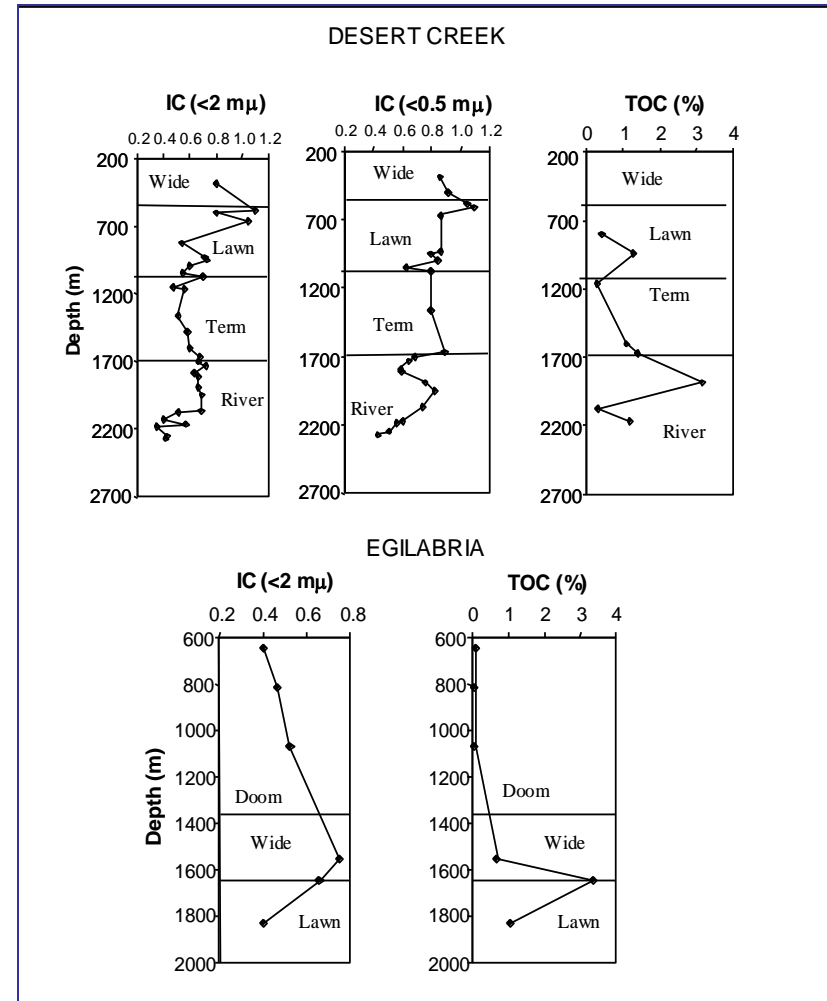 DESERT CREEK
IC (<2 mμ)
0.2 0.4 0.6 0.8 1.0 1.2
200
700
1200
1700
2200
2700
Depth (m)
Wide
Lawn
Term
River
IC (<0.5 mμ)
0.2 0.4 0.6 0.8 1.0 1.2
200
700
1200
1700
2200
2700
Wide
Lawn
Term
River
TOC (%)
0 1 2 3 4
200
700
1200
1700
2200
2700
Wide
Lawn
Term
River
EGILABRIA
IC (<2 mμ)
0.2 0.4 0.6 0.8
600
800
1000
1200
1400
1600
1800
2000
Depth (m)
Doom
Wide
Lawn
TOC (%)
0 1 2 3 4
600
800
1000
1200
1400
1600
1800
2000
Doom
Wide
Lawn